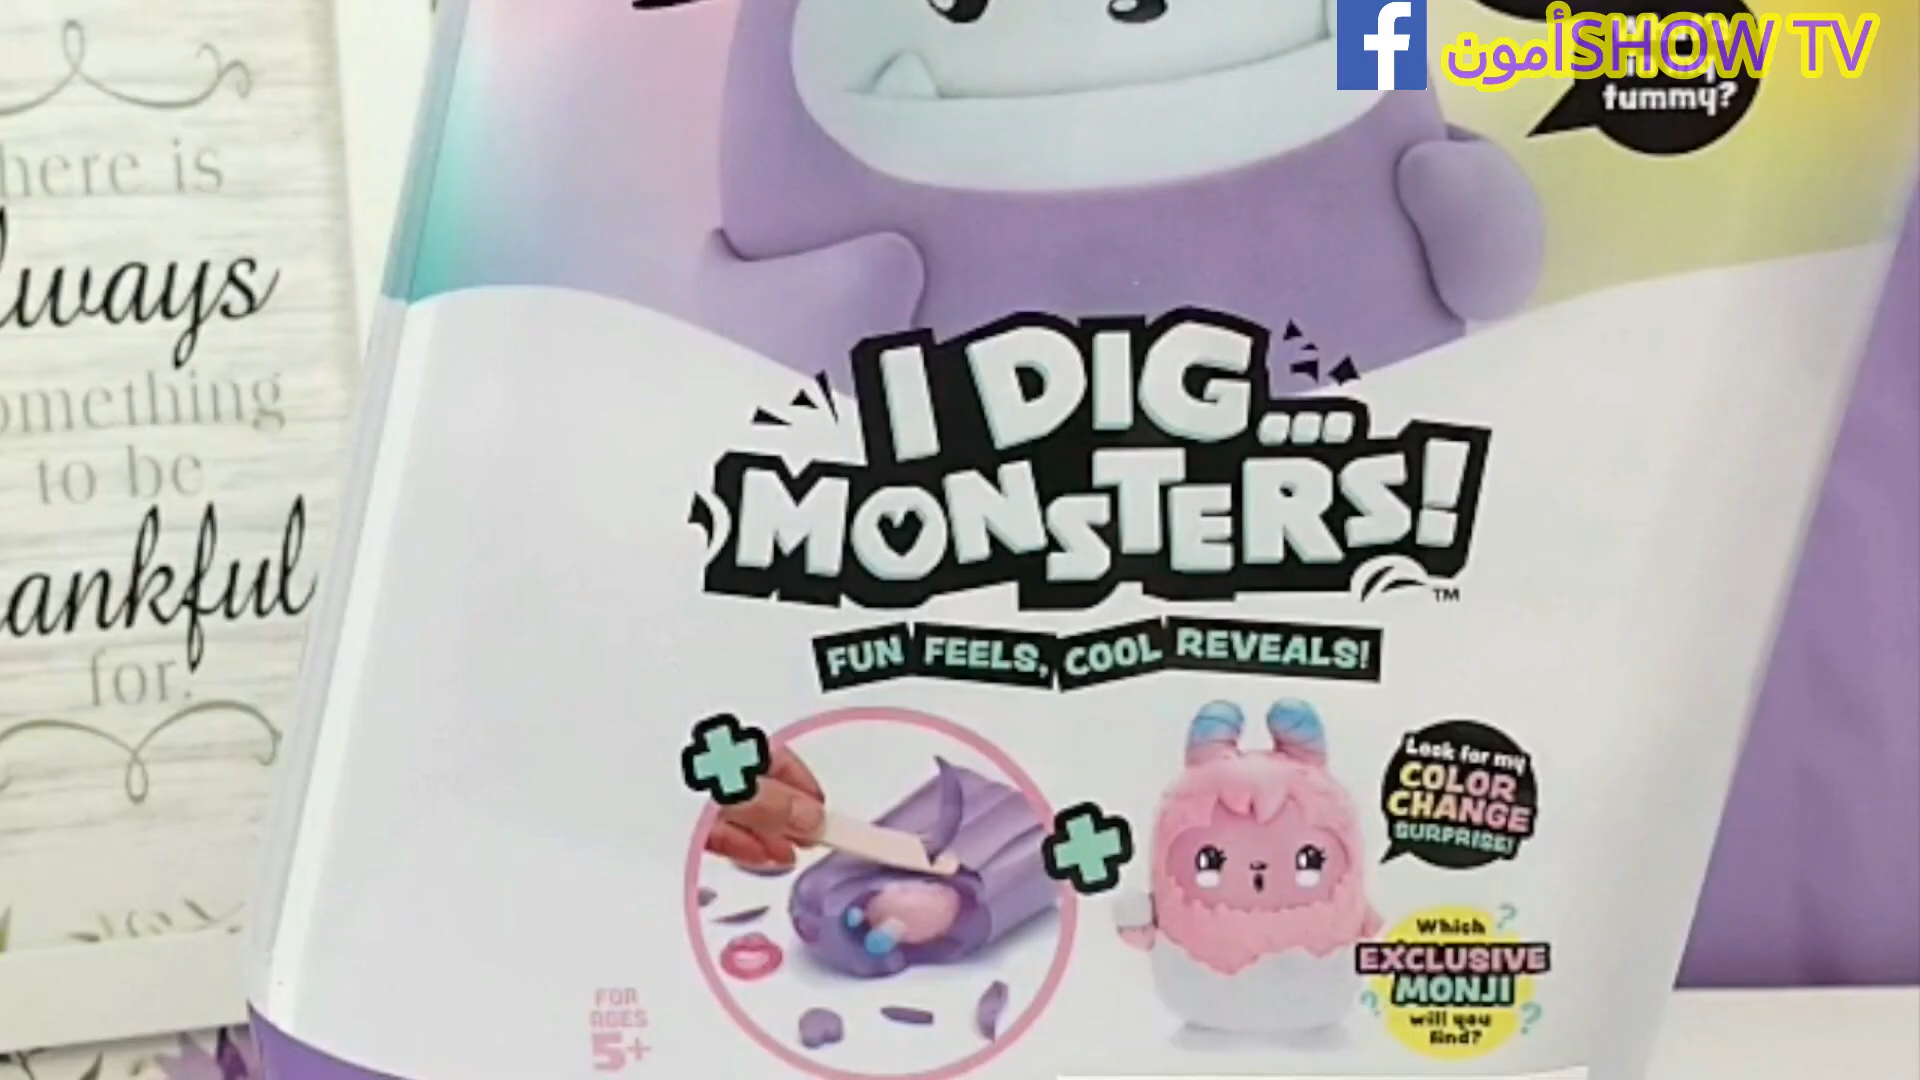 أمونSHOW TV
tummy?
here is
lways
omething
to be
ankful
for.
I DIG...
MONSTERS!
™
FUN FEELS, COOL REVEALS!
Look for my
COLOR
CHANGE
SURPRISE!
Which
EXCLUSIVE
MONJI
will you
find?
FOR
AGES
5+